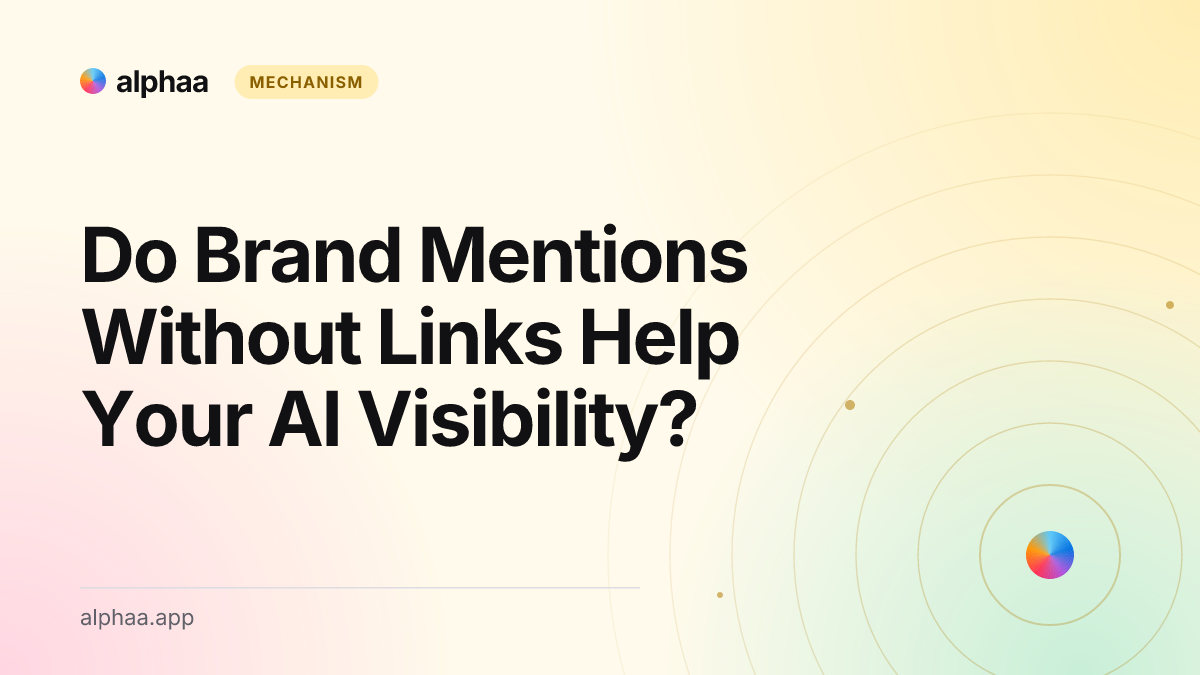 alphaa MECHANISM
Do Brand Mentions
Without Links Help
Your AI Visibility?
alphaa.app